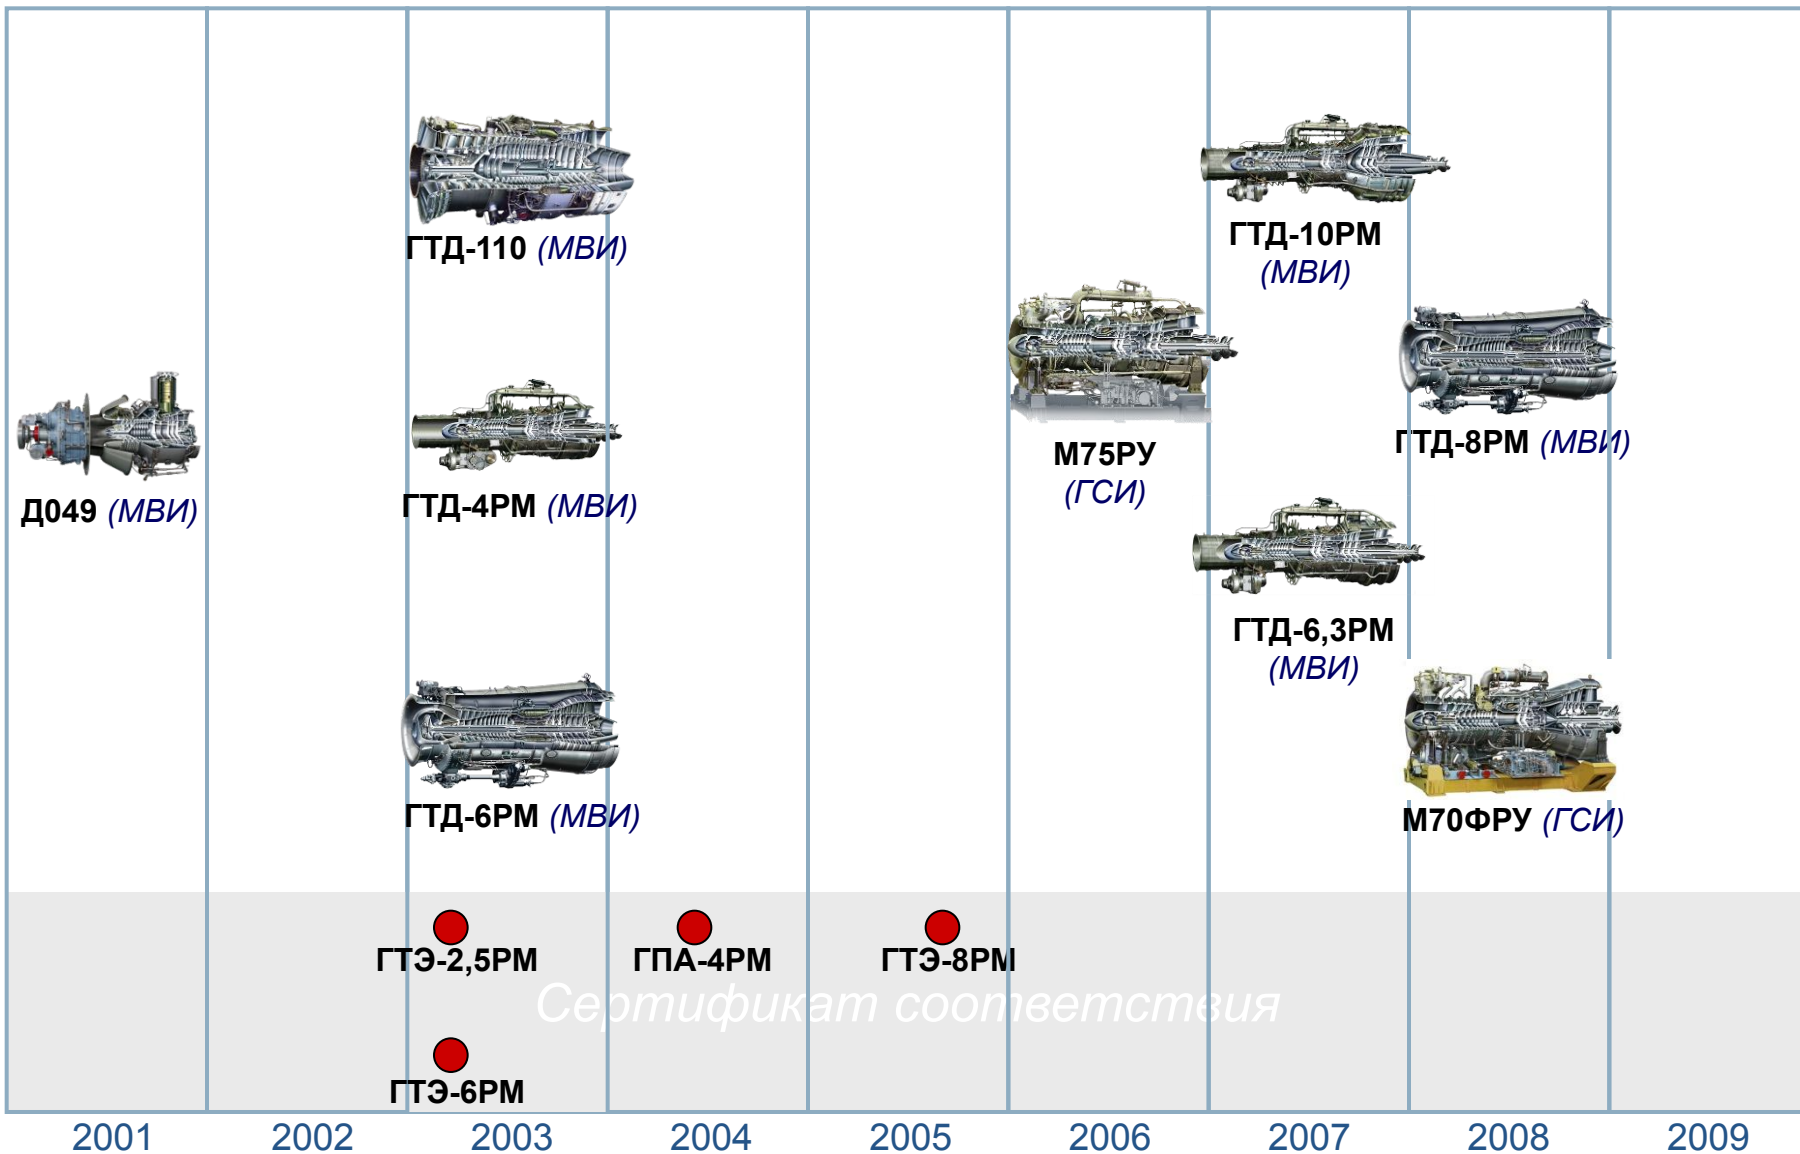 ГТД-110 (МВИ)
ГТД-10РМ
(МВИ)
Д049 (МВИ)
ГТД-4РМ (МВИ)
М75РУ
(ГСИ)
ГТД-8РМ (МВИ)
ГТД-6,3РМ
(МВИ)
ГТД-6РМ (МВИ)
М70ФРУ (ГСИ)
ГТЭ-2,5РМ
ГПА-4РМ
ГТЭ-8РМ
Сертификат соответствия
ГТЭ-6РМ
2001 2002 2003 2004 2005 2006 2007 2008 2009